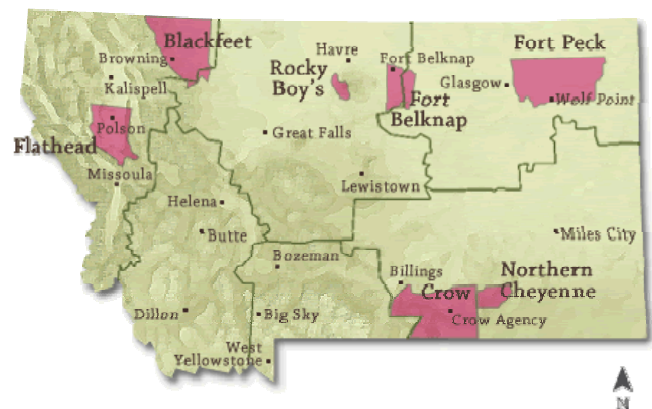 Blackfeet
Browning
Kalispell
Polson
Flathead
Missoula
Havre
Rocky
Boy's
Fort Belknap
Fort
Belknap
Fort Peck
Glasgow
Wolf Point
Great Falls
Lewistown
Helena
Butte
Miles City
Bozeman
Billings
Northern
Cheyenne
Crow
Crow Agency
Dillon
Big Sky
West
Yellowstone
N